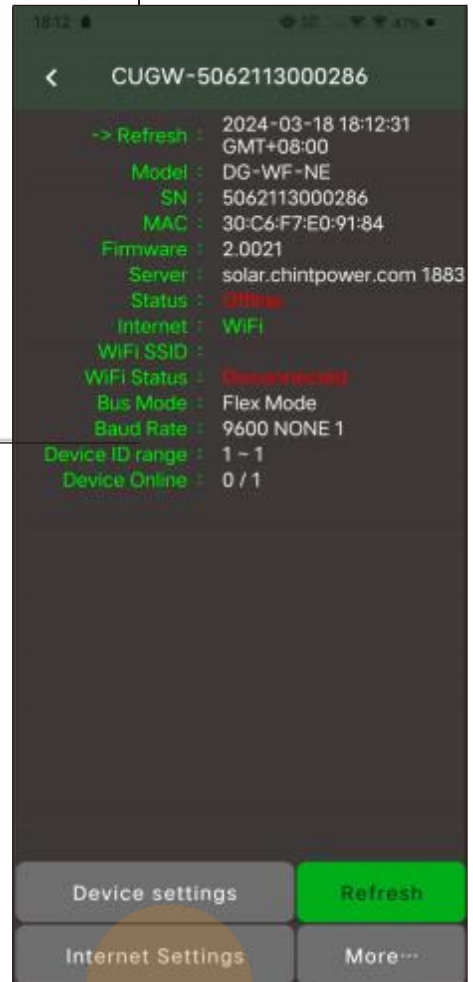 18:12
47%
CUGW-5062113000286
-> Refresh : 2024-03-18 18:12:31
GMT+08:00
Model : DG-WF-NE
SN : 5062113000286
MAC : 30:C6:F7:E0:91:84
Firmware : 2.0021
Server : solar.chintpower.com 1883
Status : Offline
Internet : WiFi
WiFi SSID :
WiFi Status : Disconnected
Bus Mode : Flex Mode
Baud Rate : 9600 NONE 1
Device ID range : 1 ~ 1
Device Online : 0 / 1
Device settings
Refresh
Internet Settings
More···